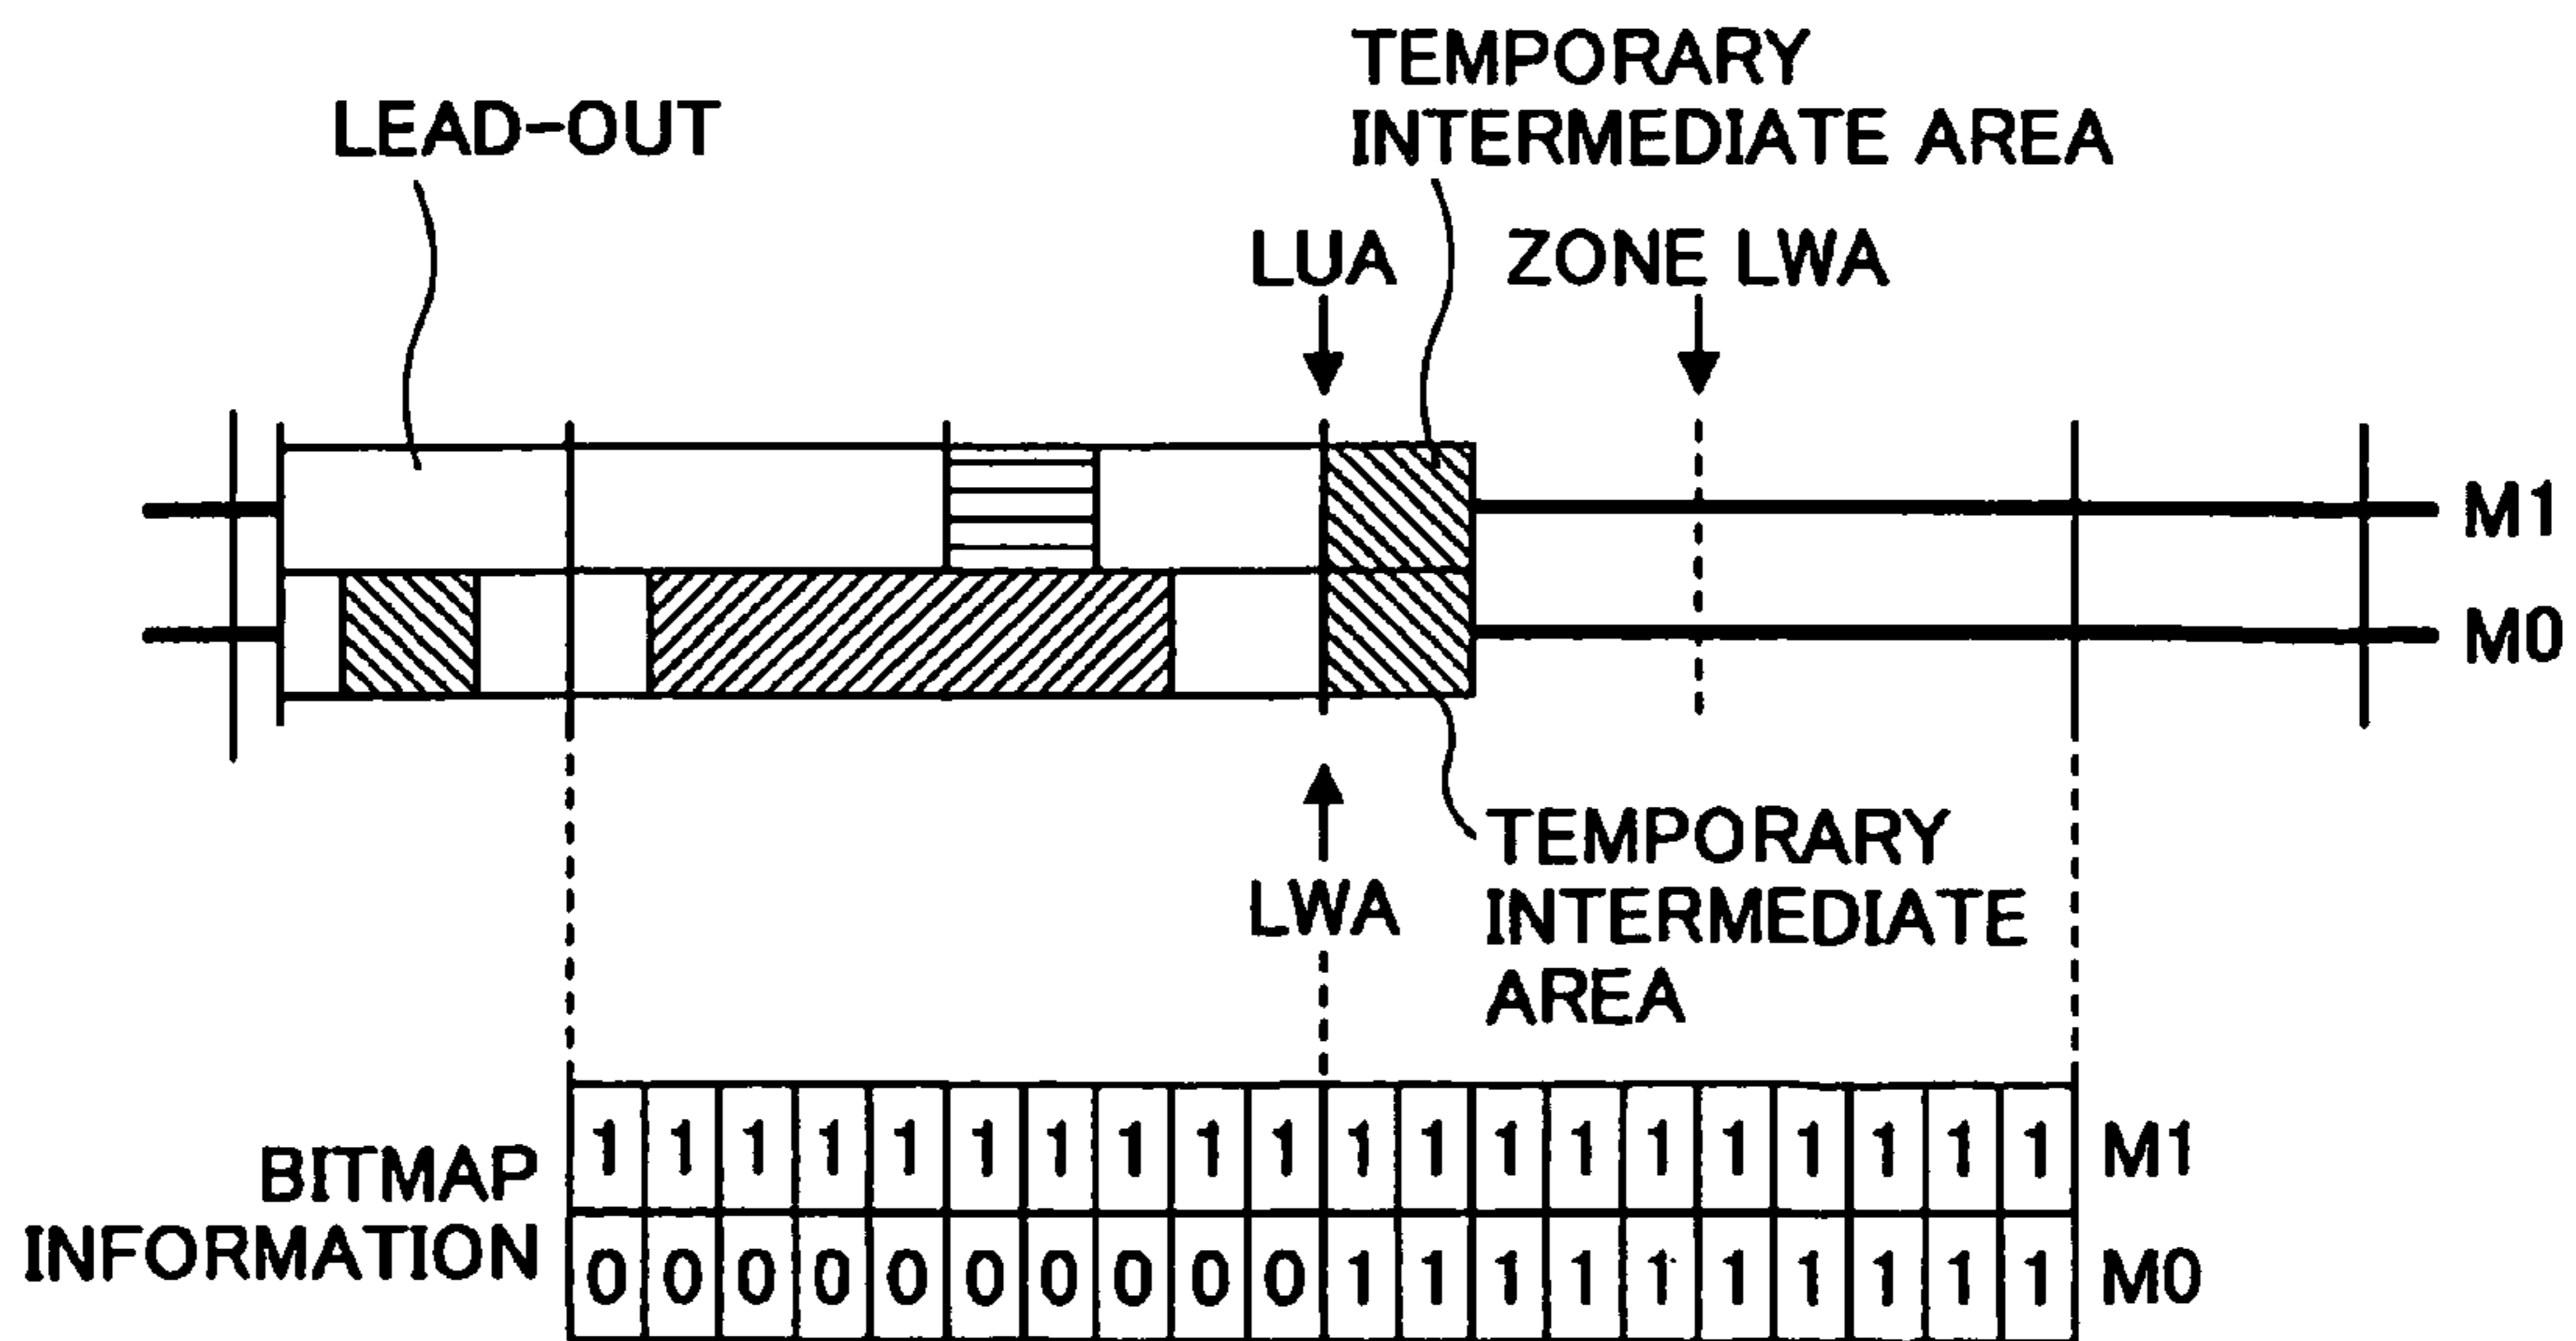 TEMPORARY
INTERMEDIATE AREA
LEAD-OUT
LUA
ZONE LWA
M1
M0
LWA
TEMPORARY
INTERMEDIATE
AREA
BITMAP
INFORMATION
1 1 1 1 1 1 1 1 1 1 1 1 1 1 1 1 1 1 1 1 M1
0 0 0 0 0 0 0 0 0 0 1 1 1 1 1 1 1 1 1 1 M0